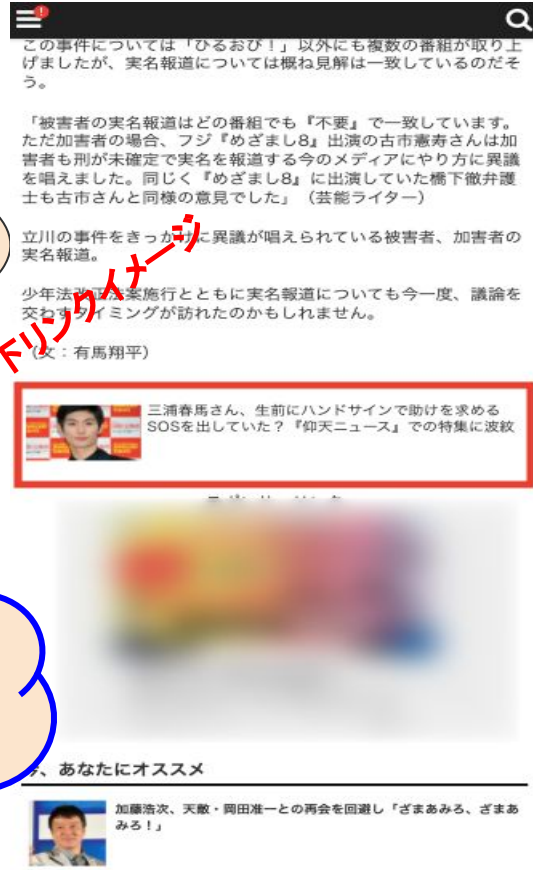 この事件については「ひるおび！」以外にも複数の番組が取り上
げましたが、実名報道については概ね見解は一致しているのだそ
う。
「被害者の実名報道はどの番組でも『不要』で一致しています。
ただ加害者の場合、フジ『めざまし8』出演の古市憲寿さんは加
害者も刑が未確定で実名を報道する今のメディアにやり方に異議
を唱えました。同じく『めざまし8』に出演していた橋下徹弁護
士も古市さんと同様の意見でした」（芸能ライター）
立川の事件をきっかけに異議が唱えられている被害者、加害者の
実名報道。
少年法改正法案施行とともに実名報道についても今一度、議論を
交わすタイミングが訪れたのかもしれません。
（文：有馬翔平）
ドリンクイメージ
三浦春馬さん、生前にハンドサインで助けを求める
SOSを出していた？『仰天ニュース』での特集に波紋
、あなたにオススメ
加藤浩次、天敵・岡田准一との再会を回避し「ざまあみろ、ざまあ
みろ！」